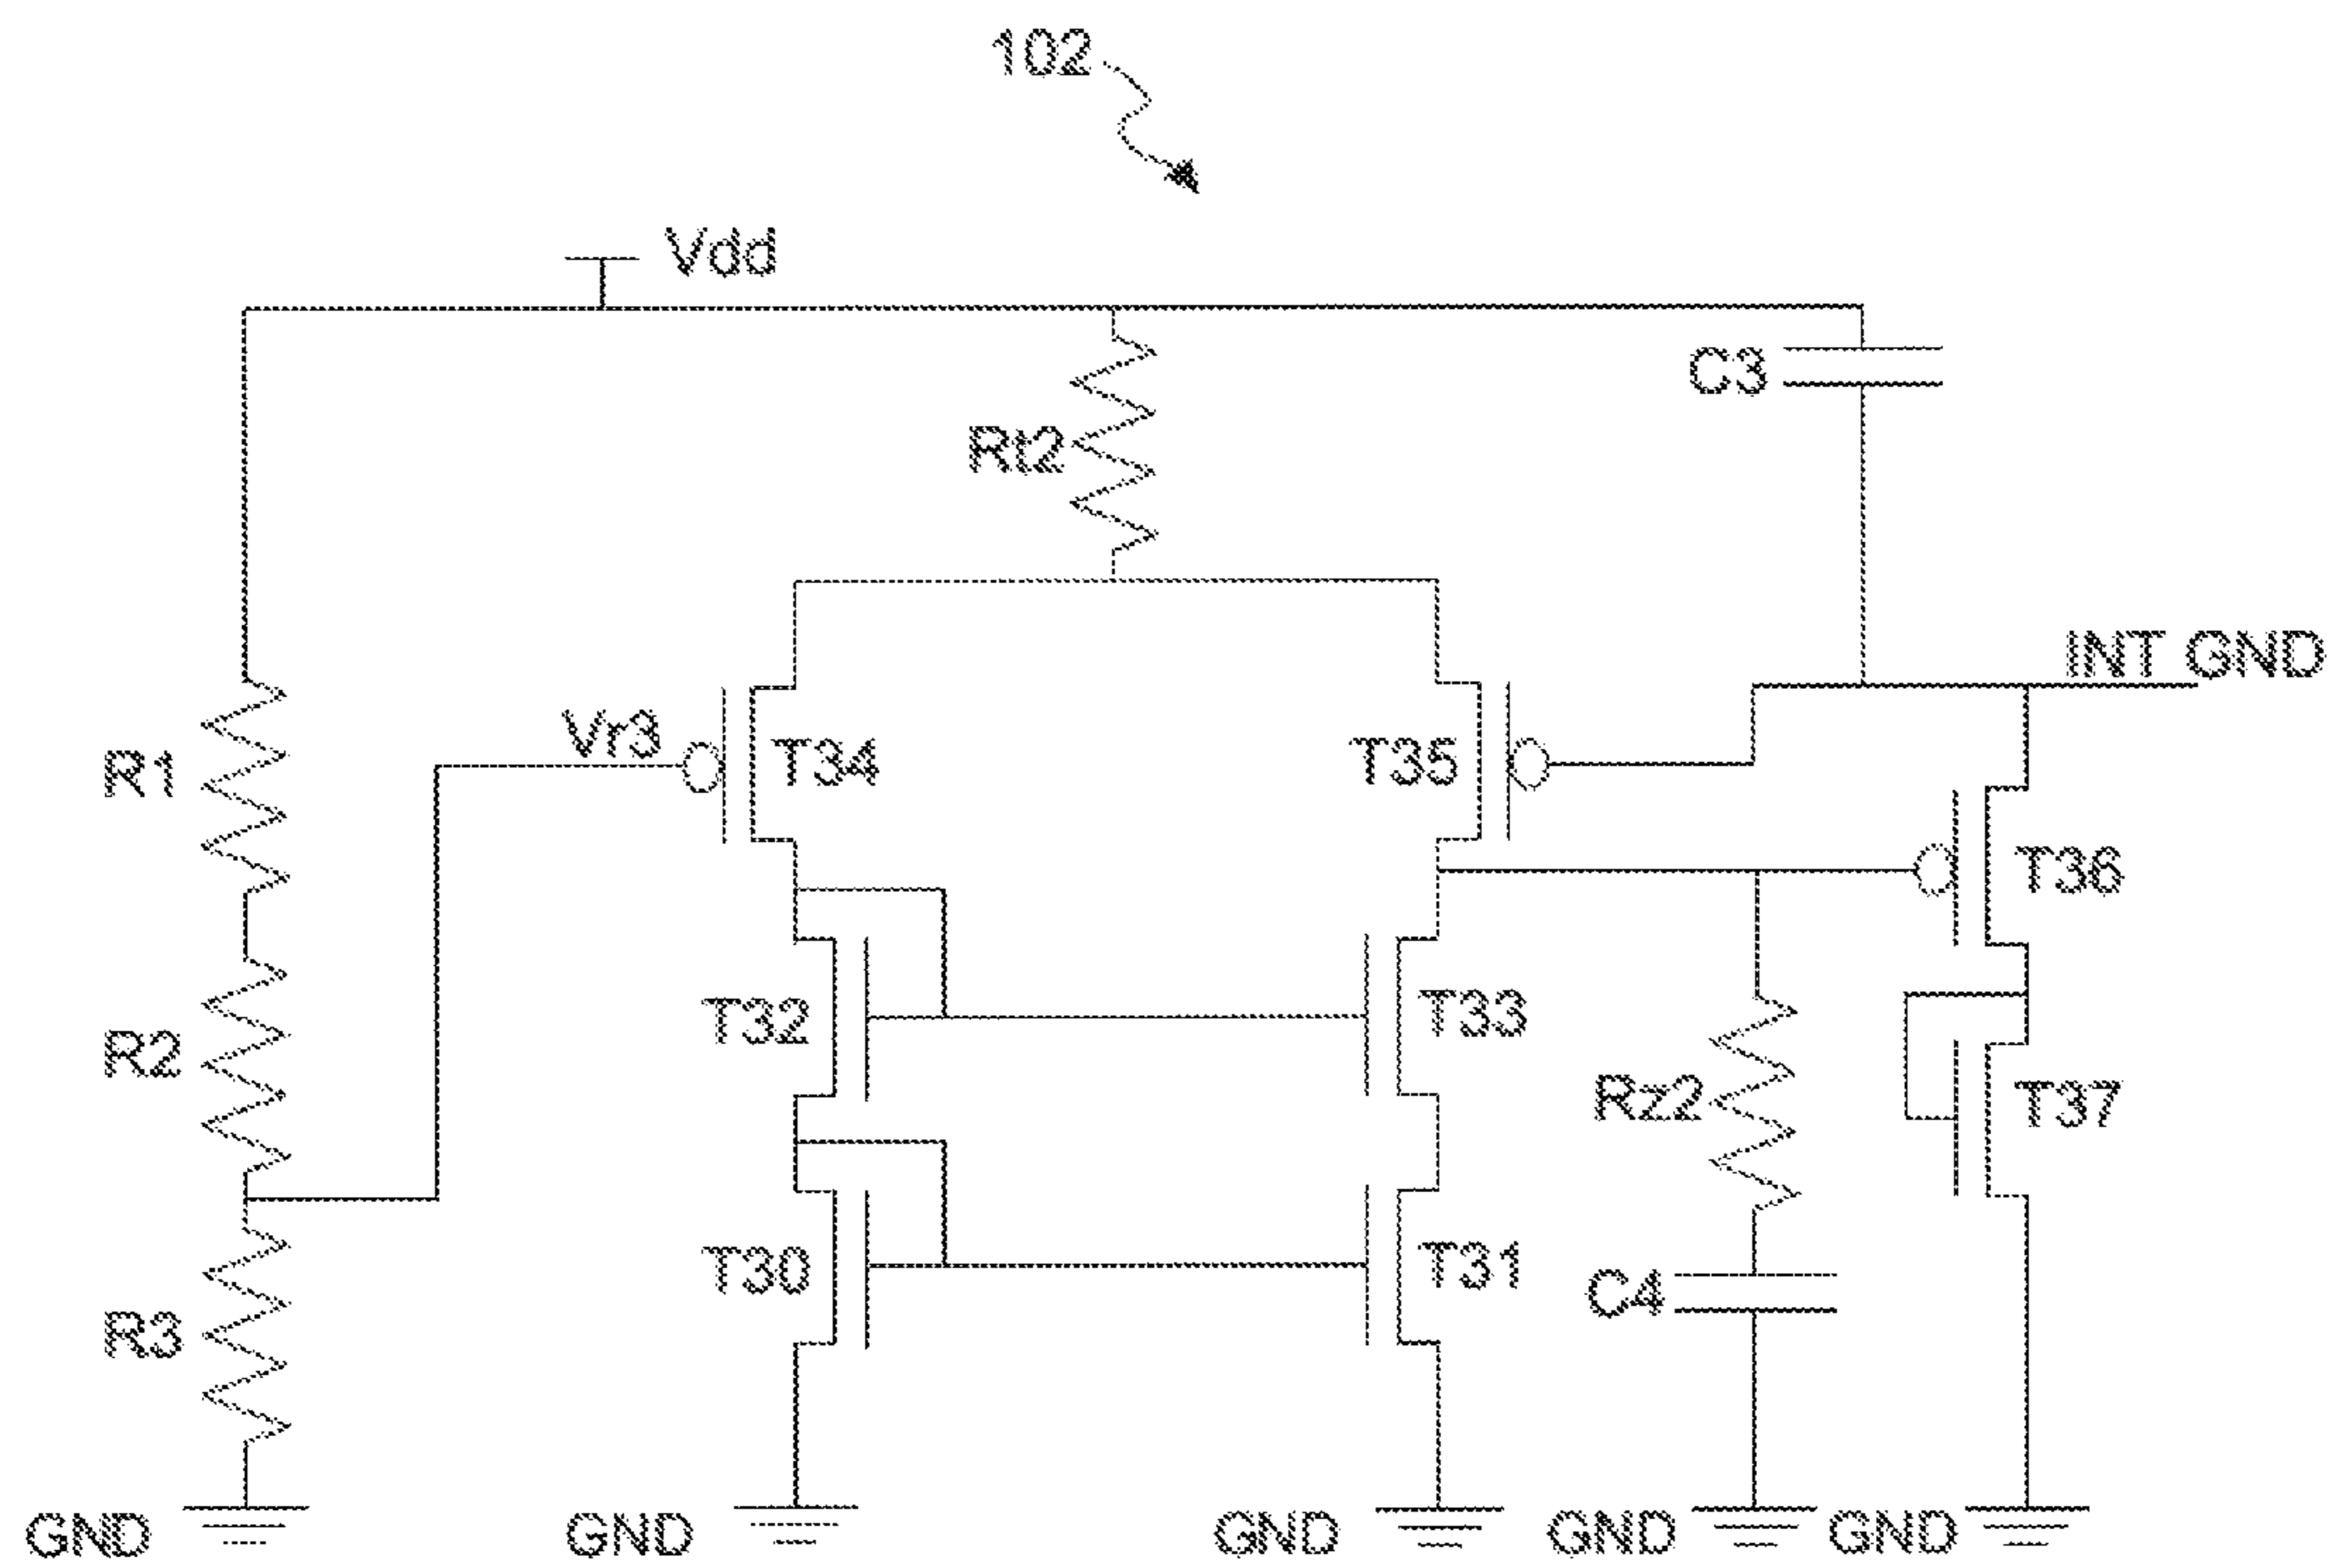 102
Vdd
C3
Rt2
INT GND
Vr3
R1
T34
T35
T36
T32
T33
R2
Rz2
T37
T30
T31
C4
R3
GND
GND
GND
GND
GND